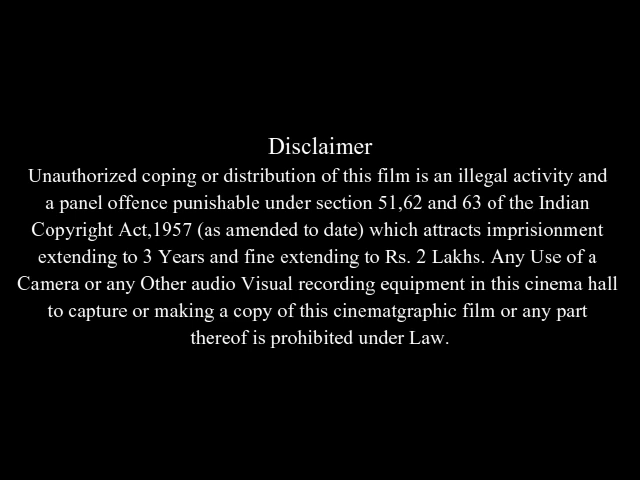 Disclaimer
Unauthorized coping or distribution of this film is an illegal activity and
a panel offence punishable under section 51,62 and 63 of the Indian
Copyright Act,1957 (as amended to date) which attracts imprisionment
extending to 3 Years and fine extending to Rs. 2 Lakhs. Any Use of a
Camera or any Other audio Visual recording equipment in this cinema hall
to capture or making a copy of this cinematgraphic film or any part
thereof is prohibited under Law.